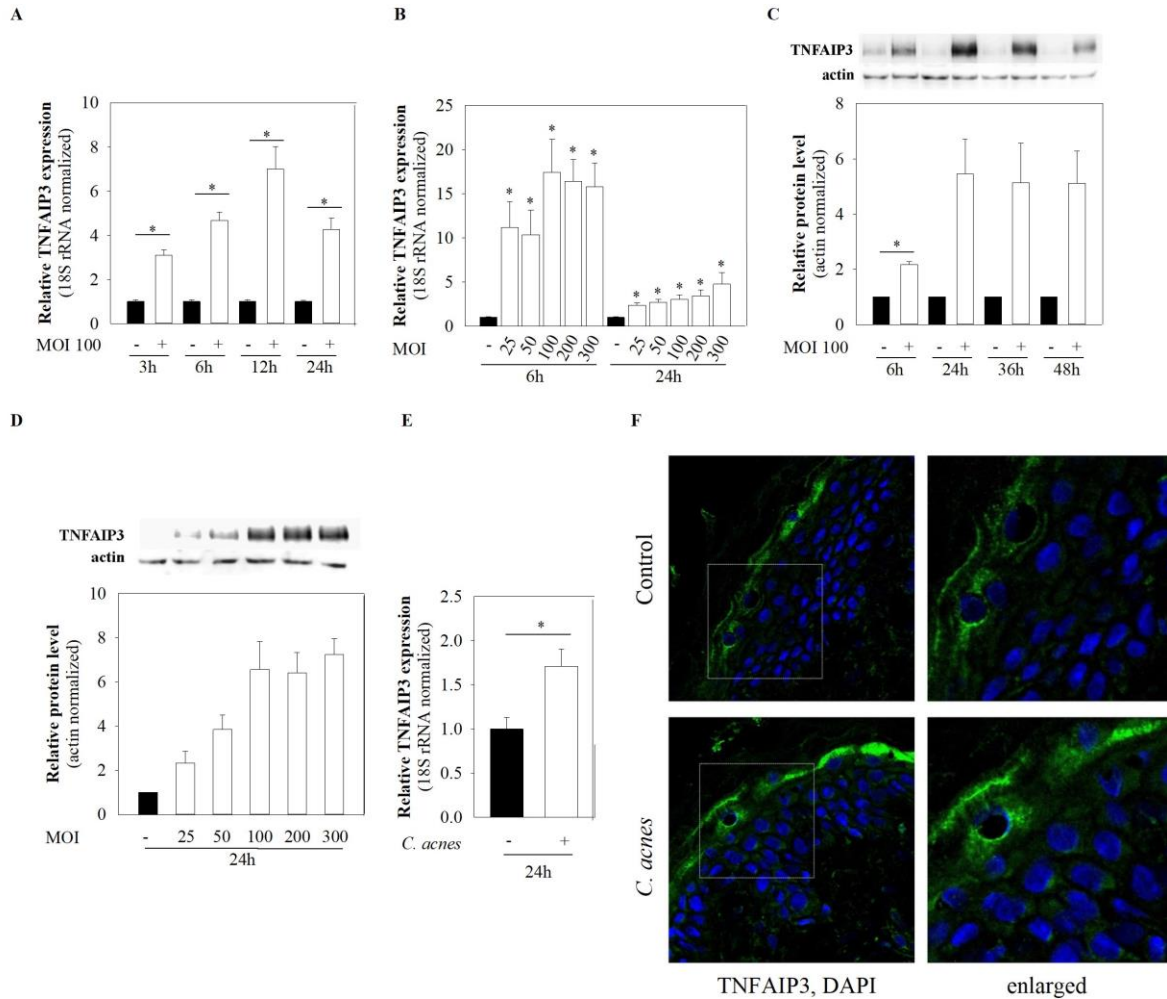 A
Relative TNFAIP3 expression
(18S rRNA normalized)
10
8
6
4
2
0
* * * *
MOI 100 - + - + - + - +
3h 6h 12h 24h
B
Relative TNFAIP3 expression
(18S rRNA normalized)
25
20
15
10
5
0
* * * * * * * * * *
MOI - 25 50 100 200 300 - 25 50 100 200 300
6h 24h
C
TNFAIP3
actin
Relative protein level
(actin normalized)
8
6
4
2
0
*
MOI 100 - + - + - + - +
6h 24h 36h 48h
D
TNFAIP3
actin
Relative protein level
(actin normalized)
10
8
6
4
2
0
MOI - 25 50 100 200 300
24h
E
Relative TNFAIP3 expression
(18S rRNA normalized)
2.5
2.0
1.5
1.0
0.5
0.0
*
C. acnes - +
24h
F
Control
C. acnes
TNFAIP3, DAPI enlarged